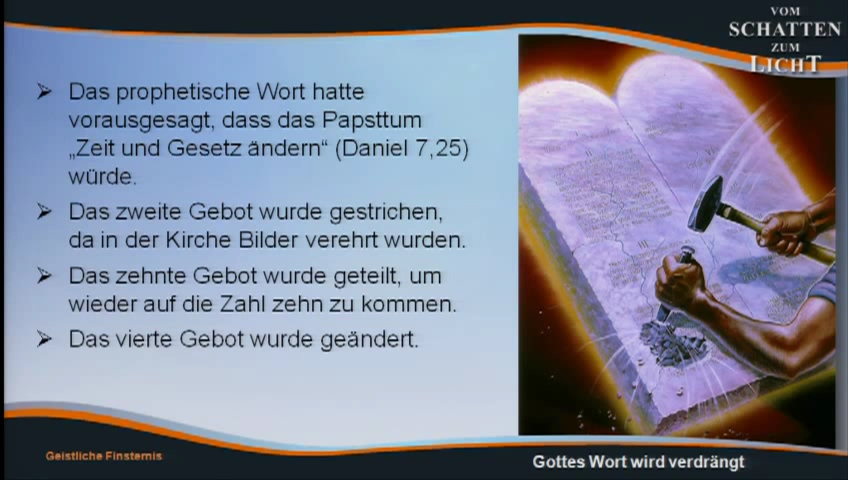 VOM
SCHATTEN
ZUM
LICHT
➢ Das prophetische Wort hatte
vorausgesagt, dass das Papsttum
„Zeit und Gesetz ändern“ (Daniel 7,25)
würde.
➢ Das zweite Gebot wurde gestrichen,
da in der Kirche Bilder verehrt wurden.
➢ Das zehnte Gebot wurde geteilt, um
wieder auf die Zahl zehn zu kommen.
➢ Das vierte Gebot wurde geändert.
Geistliche Finsternis
Gottes Wort wird verdrängt